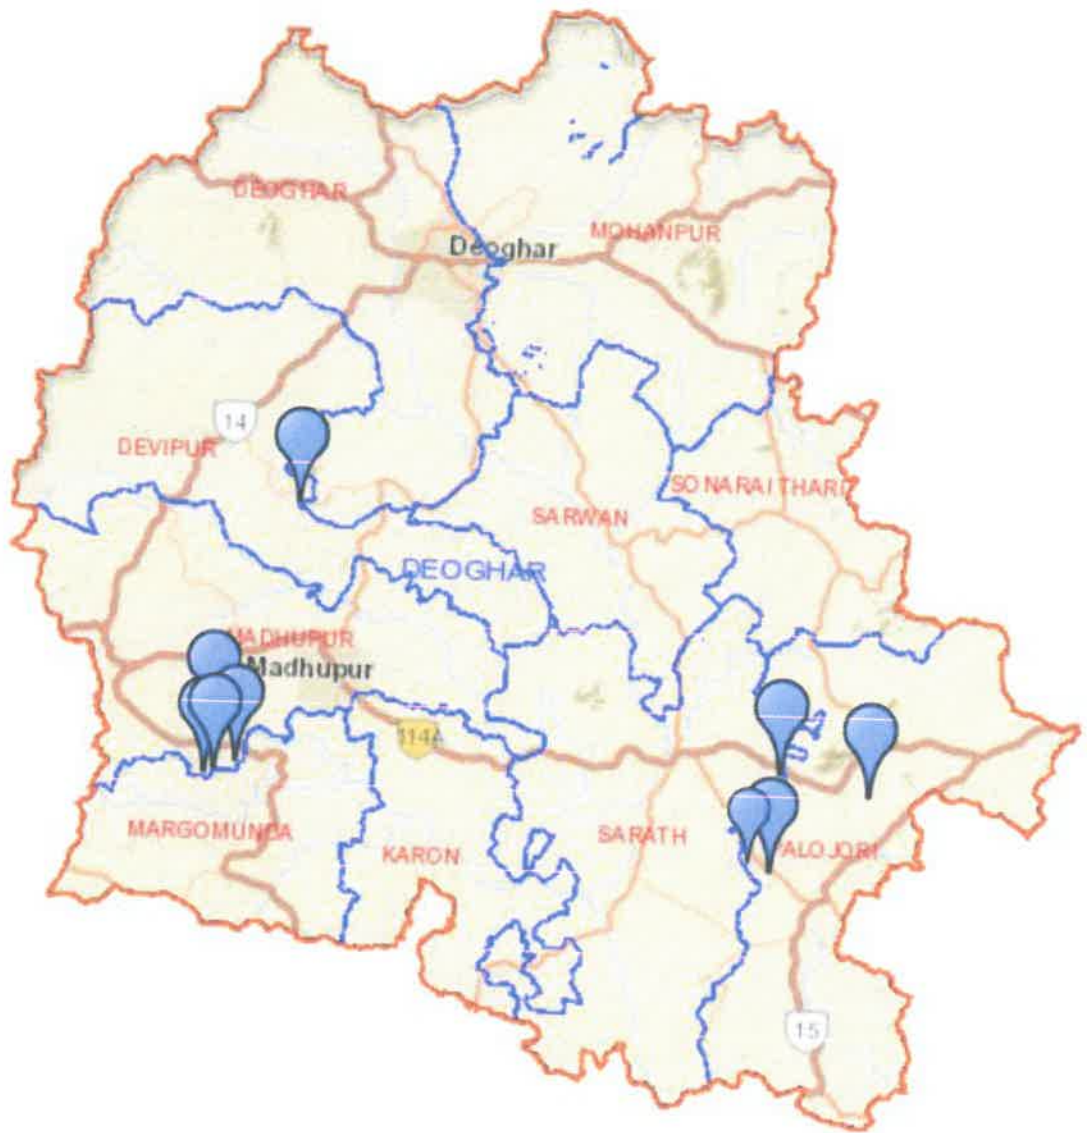 DEOGHAR
Deoghar
MOHANPUR
14
DEVIPUR
SONARAITHARI
SARWAN
DEOGHAR
MADHUPUR
Madhupur
114A
MARGOMUNDA
KARON
SARATH
PALOJORI
15